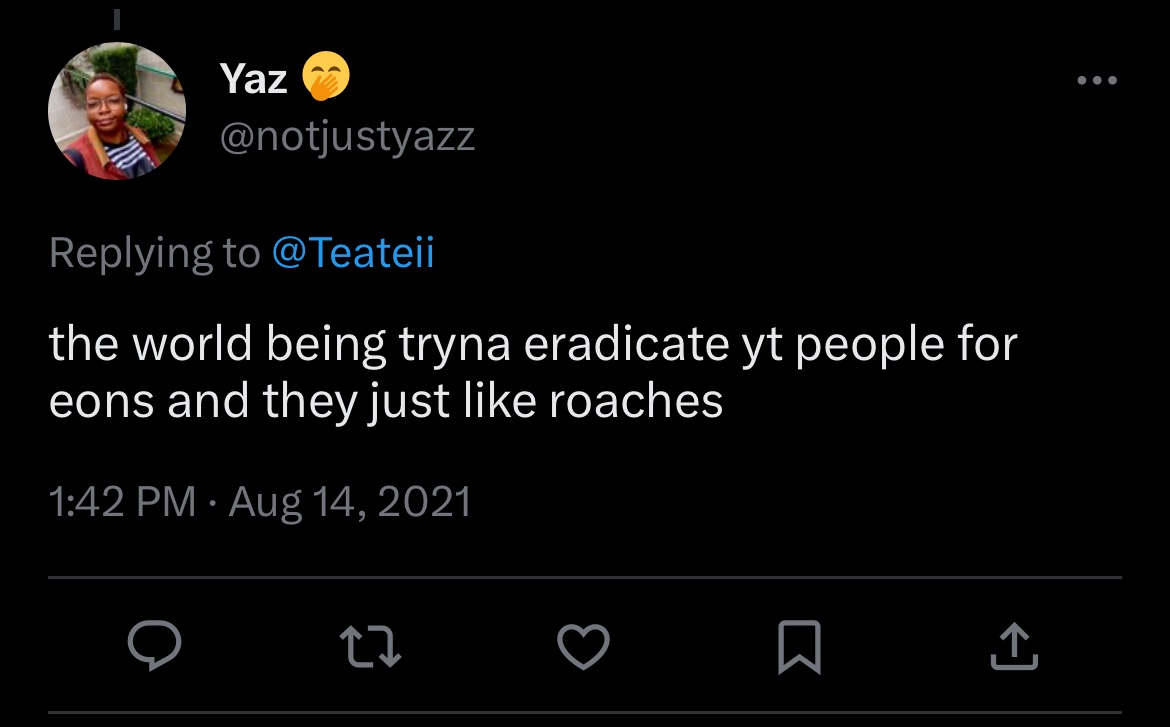 Yaz 🤭
@notjustyazz
Replying to @Teateii
the world being tryna eradicate yt people for
eons and they just like roaches
1:42 PM · Aug 14, 2021